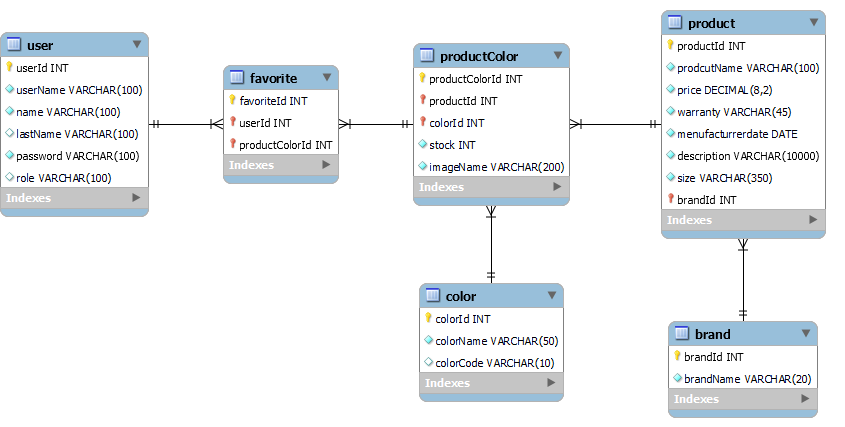 user
userId INT
userName VARCHAR(100)
name VARCHAR(100)
lastName VARCHAR(100)
password VARCHAR(100)
role VARCHAR(100)
Indexes
favorite
favoriteId INT
userId INT
productColorId INT
Indexes
productColor
productColorId INT
productId INT
colorId INT
stock INT
imageName VARCHAR(200)
Indexes
product
productId INT
prodcutName VARCHAR(100)
price DECIMAL(8,2)
warranty VARCHAR(45)
menufacturrerdate DATE
description VARCHAR(10000)
size VARCHAR(350)
brandId INT
Indexes
color
colorId INT
colorName VARCHAR(50)
colorCode VARCHAR(10)
Indexes
brand
brandId INT
brandName VARCHAR(20)
Indexes